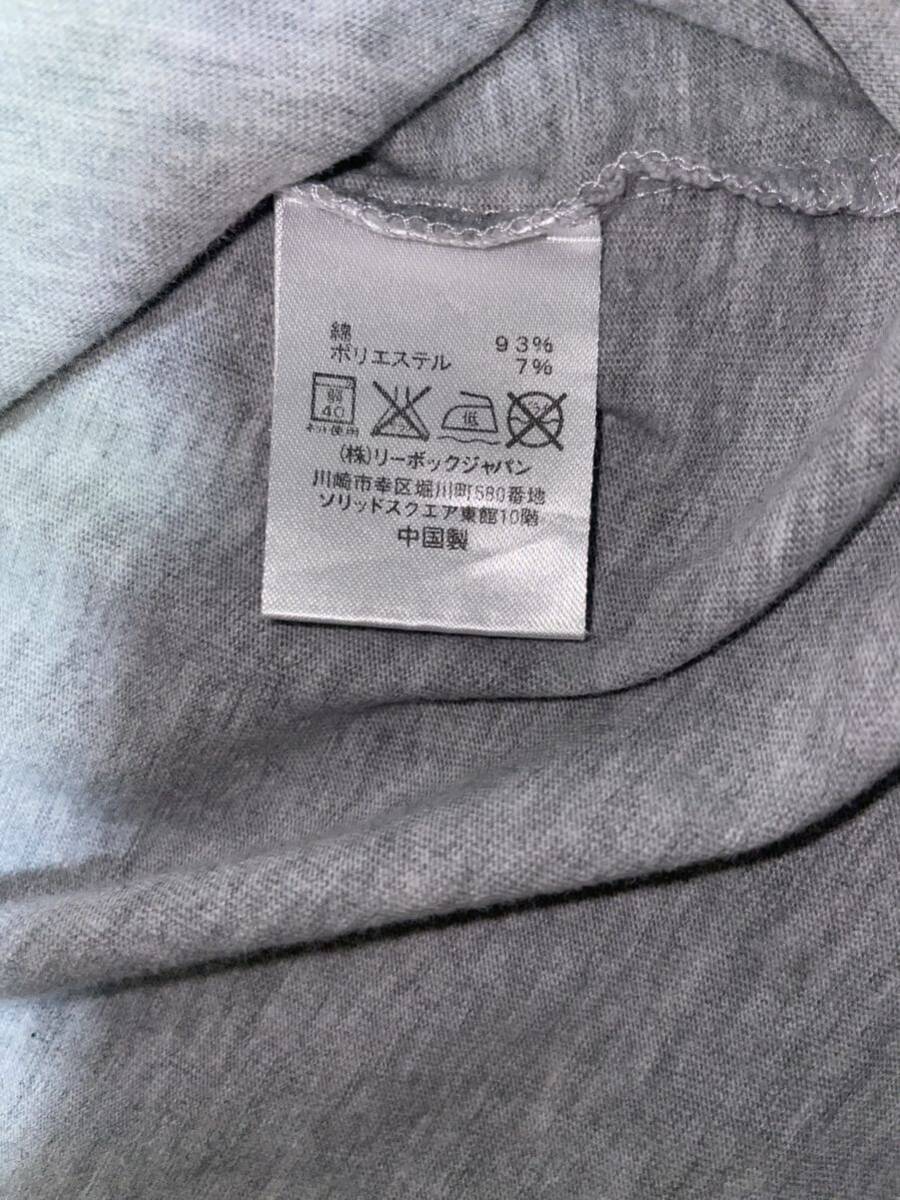 綿 93%
ポリエステル 7%
弱 40 低
ネット使用
(株)リーボックジャパン
川崎市幸区堀川町580番地
ソリッドスクエア東館10階
中国製